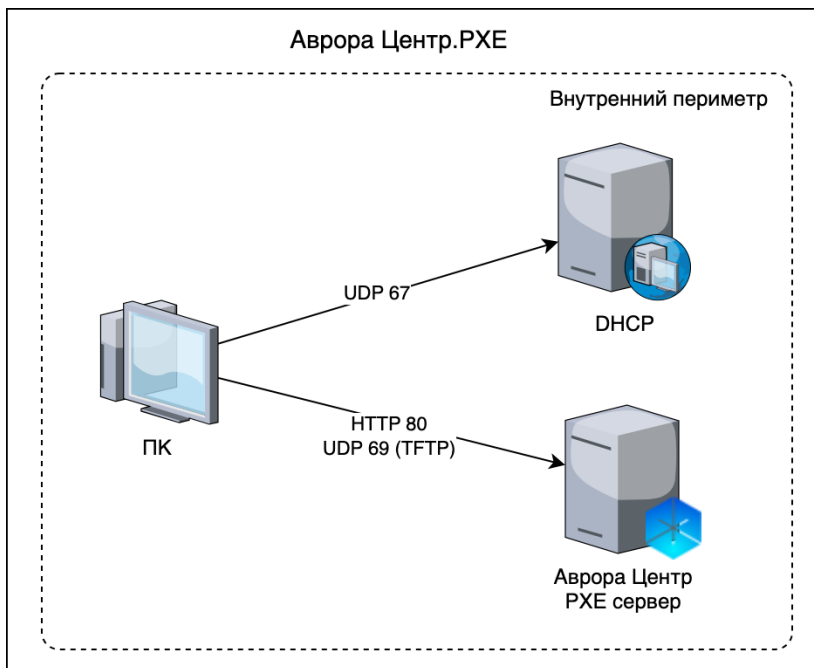 Аврора Центр.PXE
Внутренний периметр
UDP 67
DHCP
HTTP 80
UDP 69 (TFTP)
ПК
Аврора Центр
PXE сервер